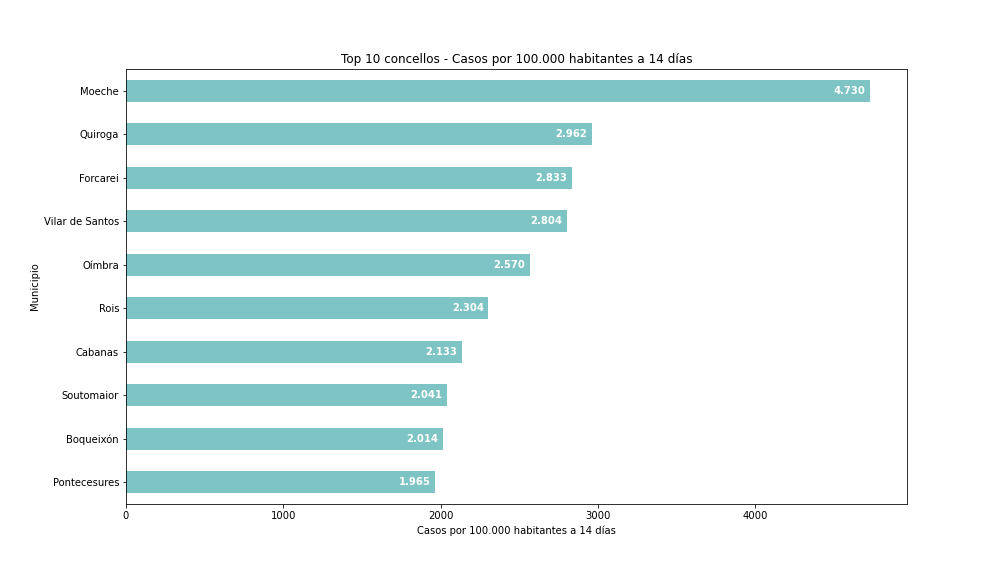 Top 10 concellos - Casos por 100.000 habitantes a 14 días
Municipio
Moeche 4.730
Quiroga 2.962
Forcarei 2.833
Vilar de Santos 2.804
Oímbra 2.570
Rois 2.304
Cabanas 2.133
Soutomaior 2.041
Boqueixón 2.014
Pontecesures 1.965
0 1000 2000 3000 4000
Casos por 100.000 habitantes a 14 días